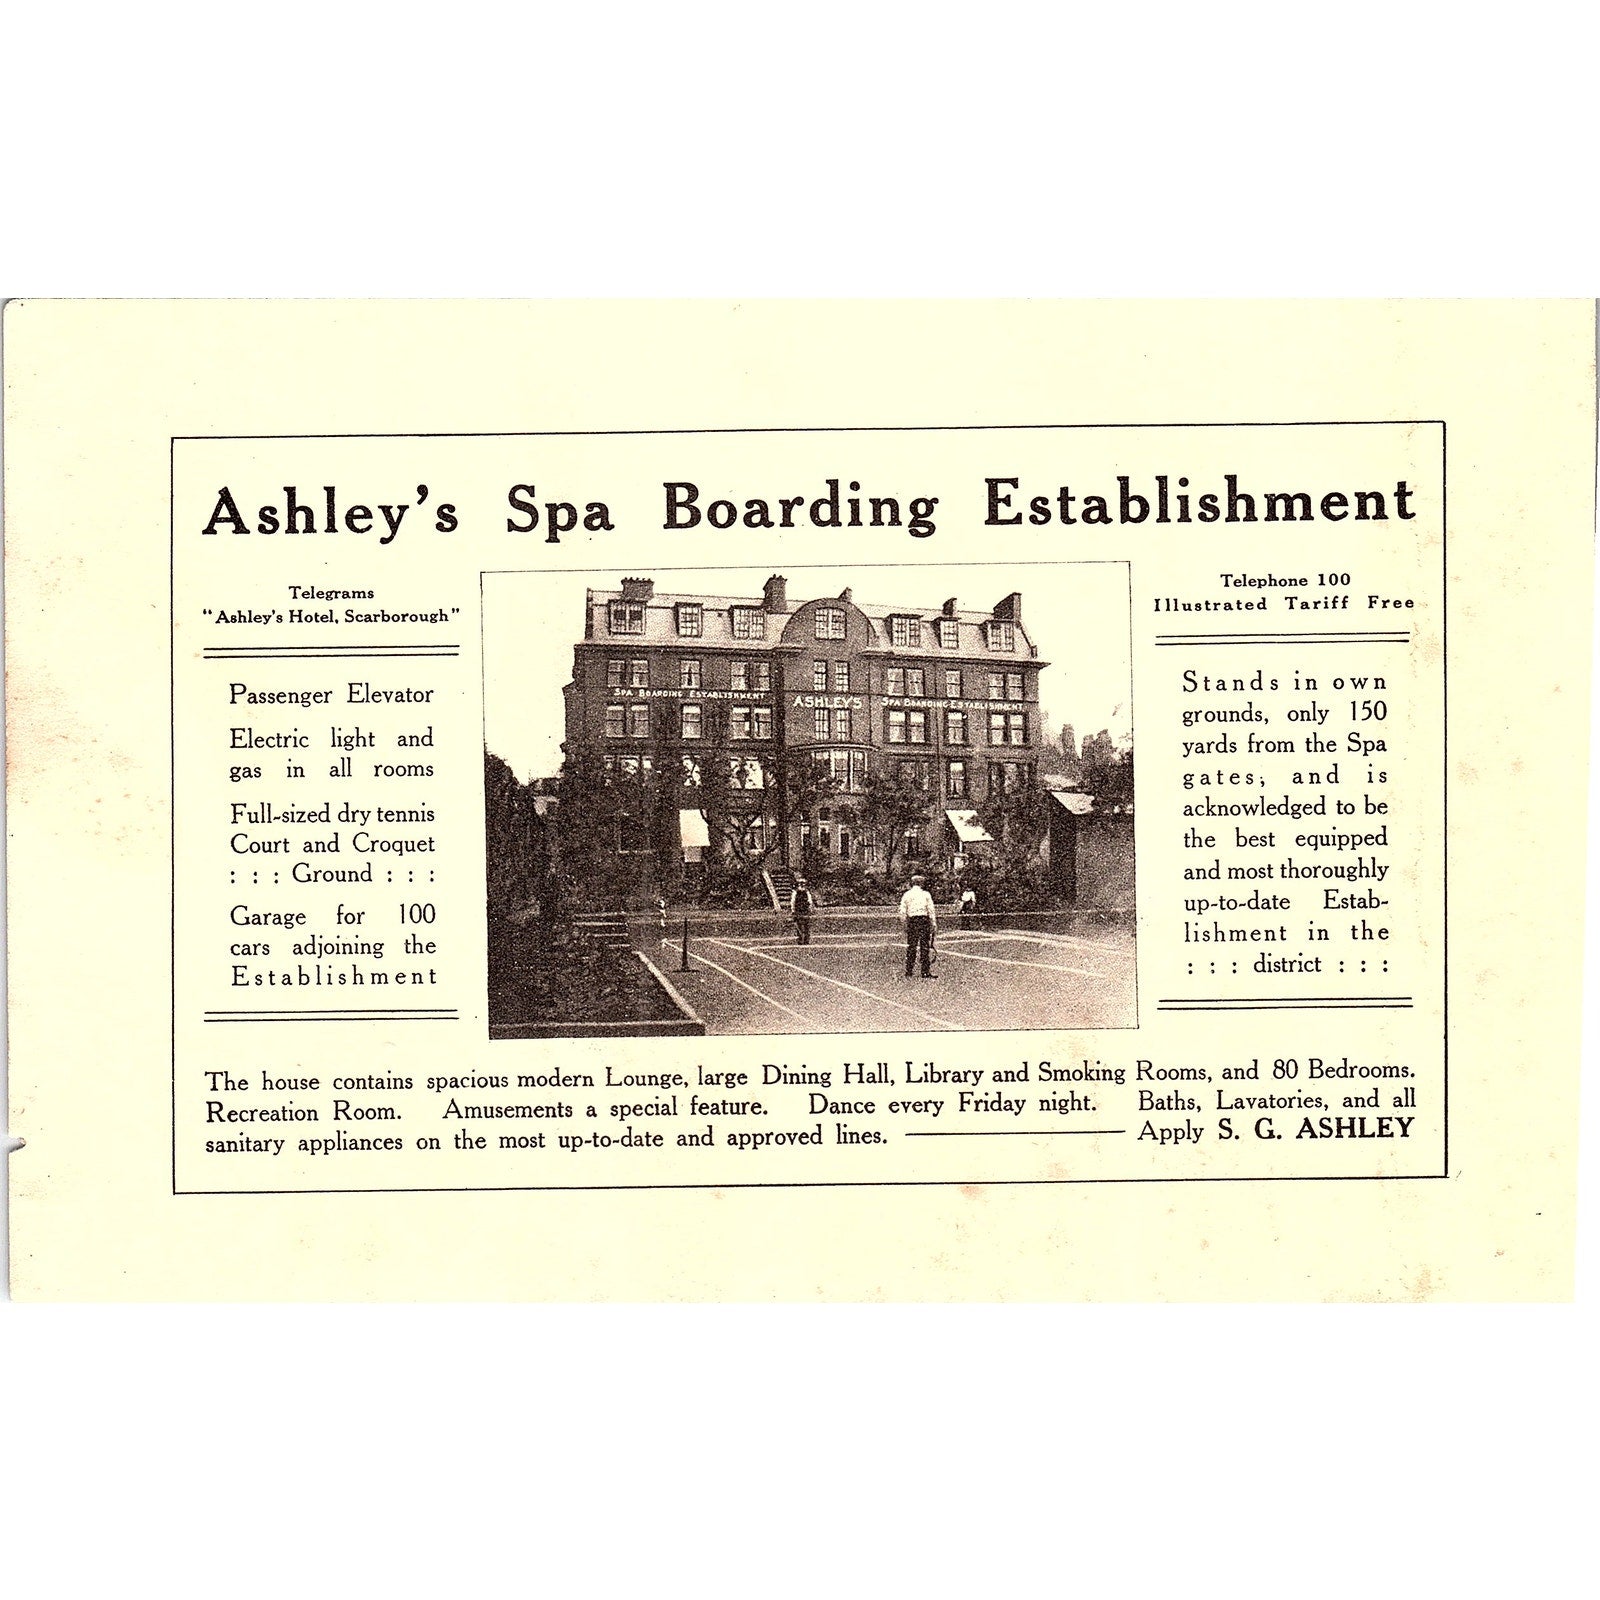 Ashley's Spa Boarding Establishment
Telegrams
"Ashley's Hotel, Scarborough"
Passenger Elevator
Electric light and
gas in all rooms
Full-sized dry tennis
Court and Croquet
: : : Ground : : :
Garage for 100
cars adjoining the
Establishment
SPA BOARDING ESTABLISHMENT
ASHLEYS
SPA BOARDING ESTABLISHMENT
Telephone 100
Illustrated Tariff Free
Stands in own
grounds, only 150
yards from the Spa
gates; and is
acknowledged to be
the best equipped
and most thoroughly
up-to-date Estab-
lishment in the
: : : district : : :
The house contains spacious modern Lounge, large Dining Hall, Library and Smoking Rooms, and 80 Bedrooms.
Recreation Room. Amusements a special feature. Dance every Friday night. Baths, Lavatories, and all
sanitary appliances on the most up-to-date and approved lines. Apply S. G. ASHLEY